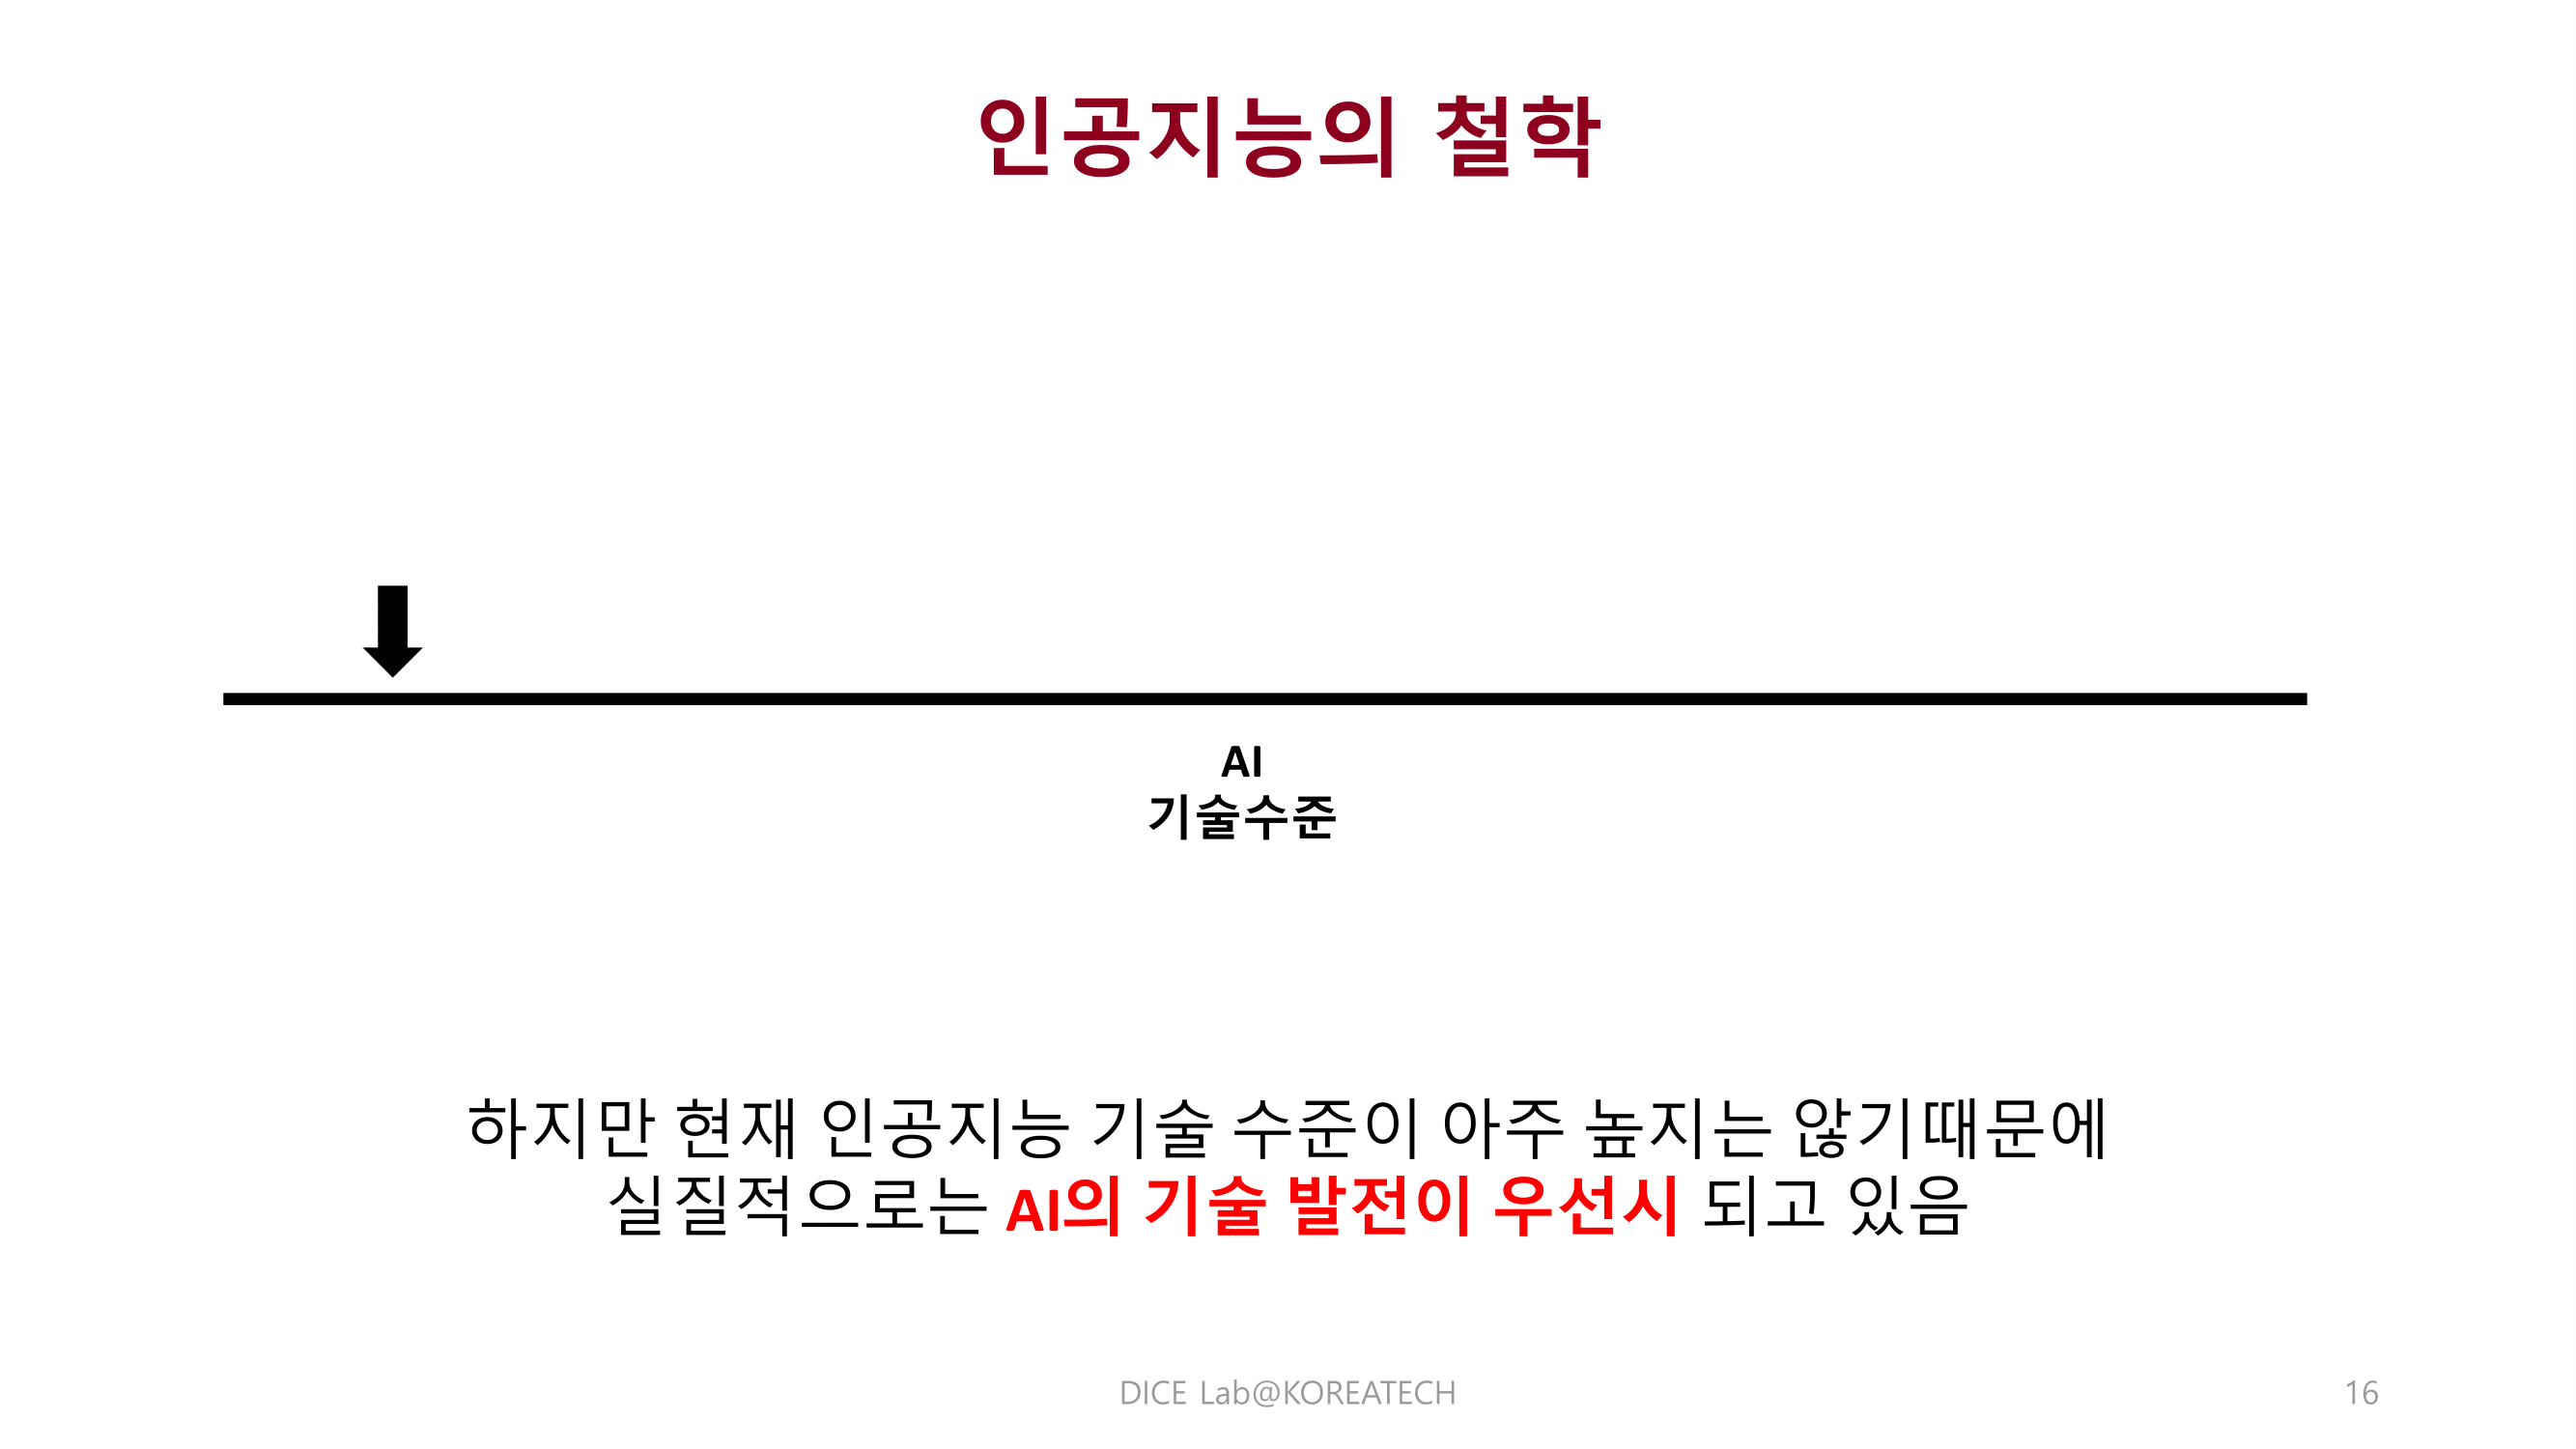 인공지능의 철학
AI
기술수준
하지만 현재 인공지능 기술 수준이 아주 높지는 않기때문에
실질적으로는 AI의 기술 발전이 우선시 되고 있음
DICE Lab@KOREATECH
16